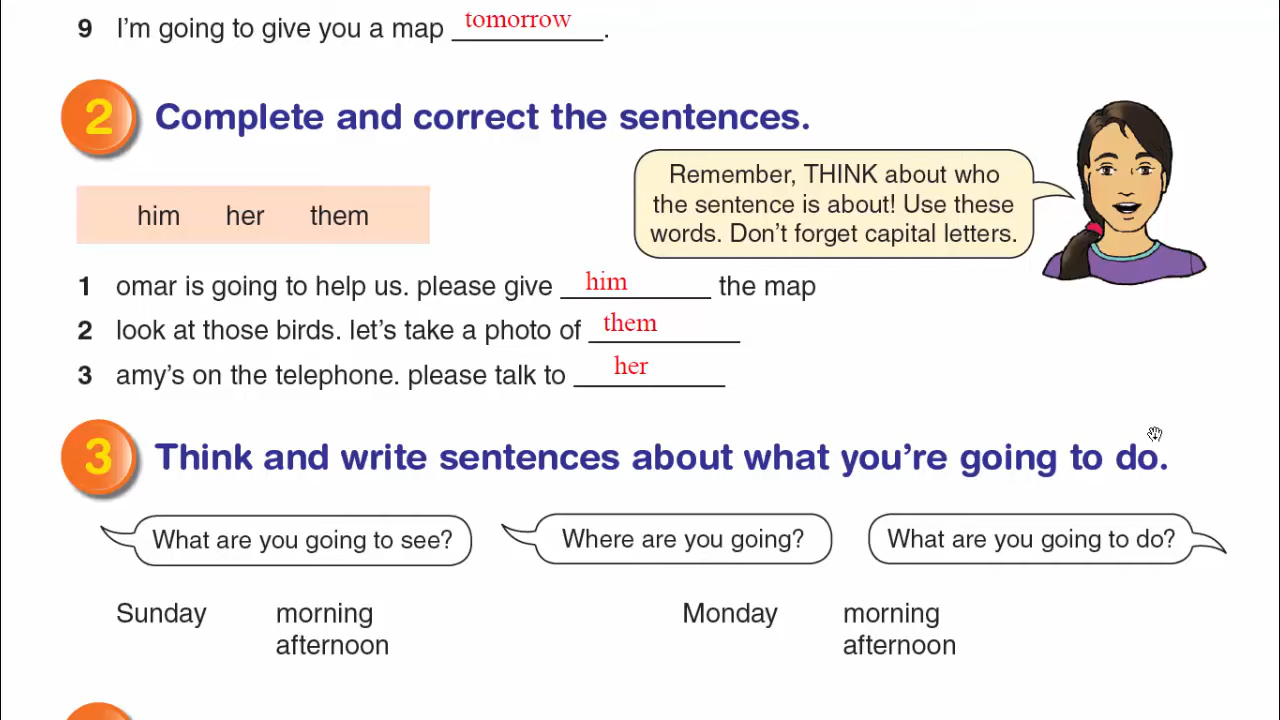 9 I'm going to give you a map tomorrow.
2 Complete and correct the sentences.
Remember, THINK about who
the sentence is about! Use these
words. Don't forget capital letters.
him her them
1 omar is going to help us. please give him the map
2 look at those birds. let's take a photo of them
3 amy's on the telephone. please talk to her
3 Think and write sentences about what you're going to do.
What are you going to see? Where are you going? What are you going to do?
Sunday morning Monday morning
afternoon afternoon